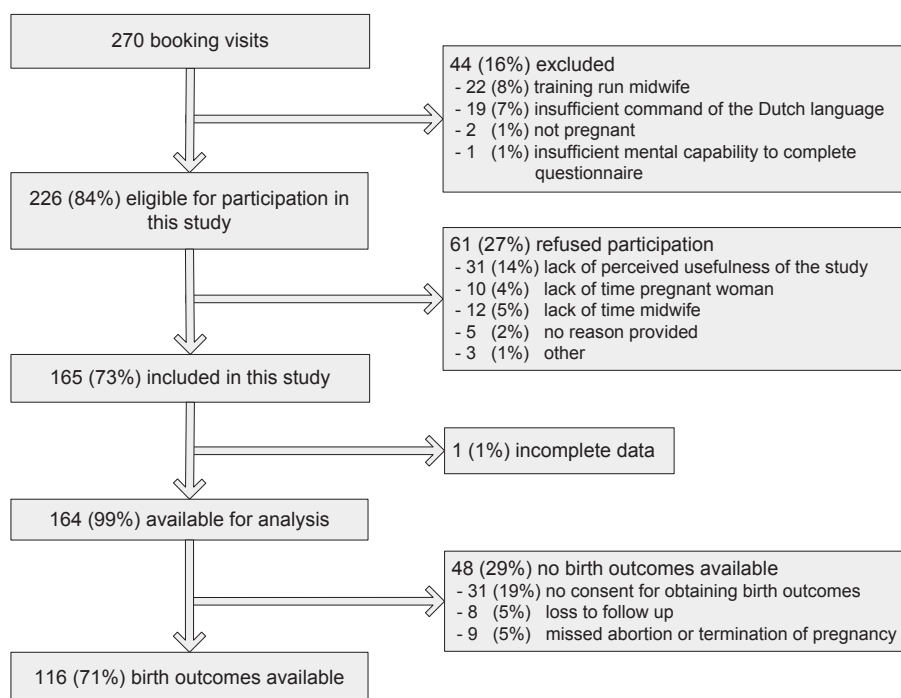 270 booking visits
44 (16%) excluded
- 22 (8%) training run midwife
- 19 (7%) insufficient command of the Dutch language
- 2 (1%) not pregnant
- 1 (1%) insufficient mental capability to complete
questionnaire
226 (84%) eligible for participation in
this study
61 (27%) refused participation
- 31 (14%) lack of perceived usefulness of the study
- 10 (4%) lack of time pregnant woman
- 12 (5%) lack of time midwife
- 5 (2%) no reason provided
- 3 (1%) other
165 (73%) included in this study
1 (1%) incomplete data
164 (99%) available for analysis
48 (29%) no birth outcomes available
- 31 (19%) no consent for obtaining birth outcomes
- 8 (5%) loss to follow up
- 9 (5%) missed abortion or termination of pregnancy
116 (71%) birth outcomes available